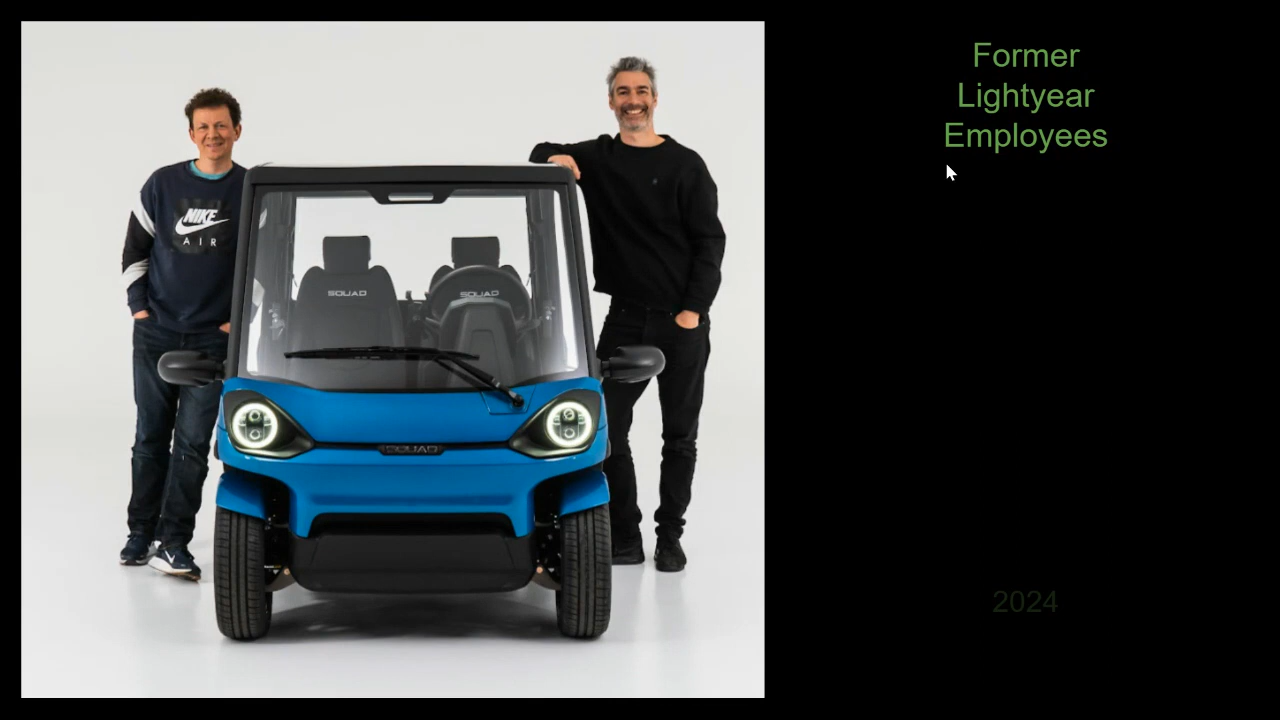 Former
Lightyear
Employees
NIKE
AIR
SQUAD
SQUAD
SQUAD
2024